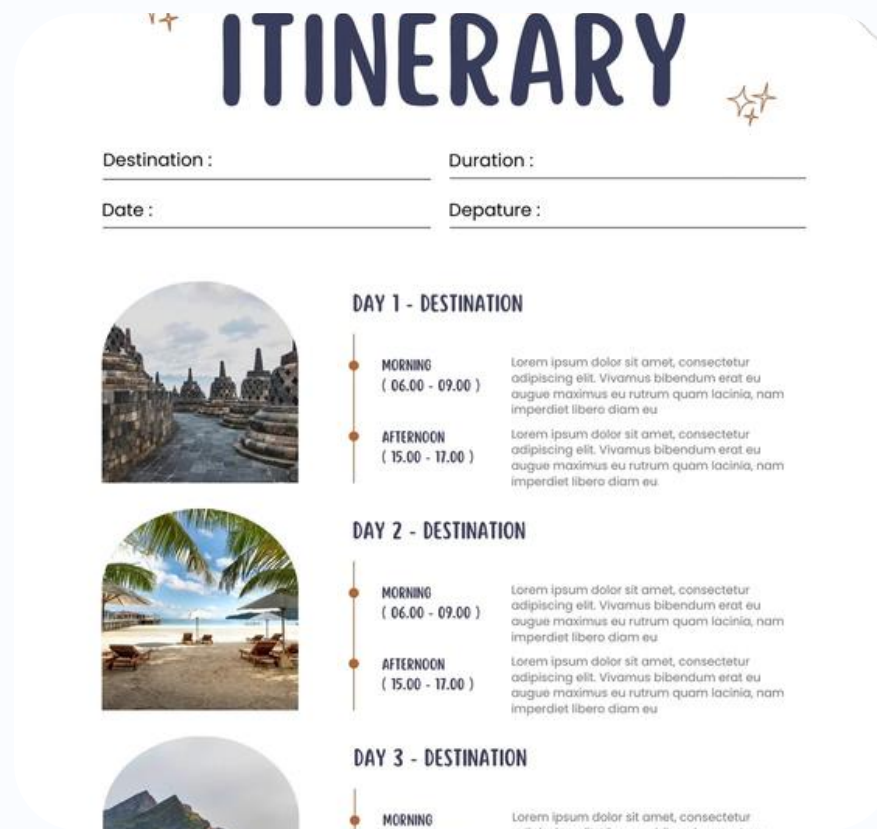 ITINERARY
Destination :
Duration :
Date :
Depature :
DAY 1 - DESTINATION
MORNING
( 06.00 - 09.00 )
Lorem ipsum dolor sit amet, consectetur
adipiscing elit. Vivamus bibendum erat eu
augue maximus eu rutrum quam lacinia, nam
imperdiet libero diam eu
AFTERNOON
( 15.00 - 17.00 )
Lorem ipsum dolor sit amet, consectetur
adipiscing elit. Vivamus bibendum erat eu
augue maximus eu rutrum quam lacinia, nam
imperdiet libero diam eu
DAY 2 - DESTINATION
MORNING
( 06.00 - 09.00 )
Lorem ipsum dolor sit amet, consectetur
adipiscing elit. Vivamus bibendum erat eu
augue maximus eu rutrum quam lacinia, nam
imperdiet libero diam eu
AFTERNOON
( 15.00 - 17.00 )
Lorem ipsum dolor sit amet, consectetur
adipiscing elit. Vivamus bibendum erat eu
augue maximus eu rutrum quam lacinia, nam
imperdiet libero diam eu
DAY 3 - DESTINATION
MORNING
Lorem ipsum dolor sit amet, consectetur